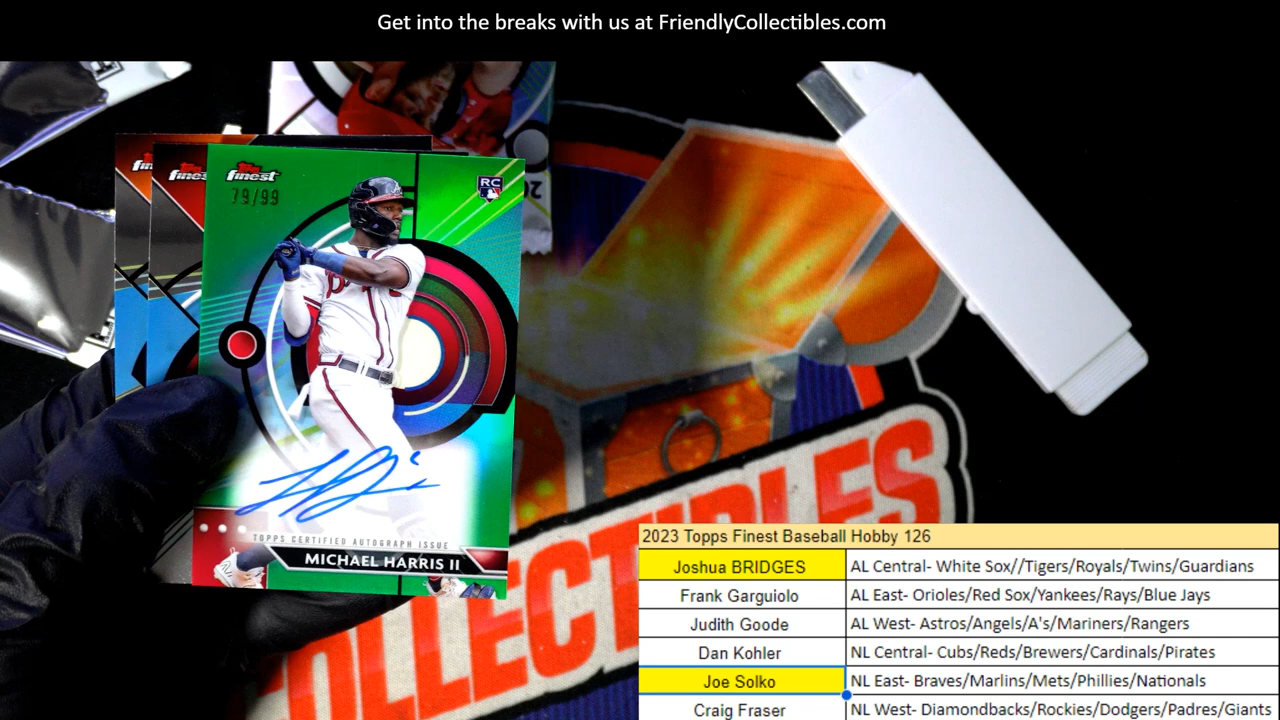 Get into the breaks with us at FriendlyCollectibles.com
Topps
finest
79/99
RC
TOPPS CERTIFIED AUTOGRAPH ISSUE
MICHAEL HARRIS II
2023 Topps Finest Baseball Hobby 126
Joshua BRIDGES AL Central- White Sox//Tigers/Royals/Twins/Guardians
Frank Garguiolo AL East- Orioles/Red Sox/Yankees/Rays/Blue Jays
Judith Goode AL West- Astros/Angels/A's/Mariners/Rangers
Dan Kohler NL Central- Cubs/Reds/Brewers/Cardinals/Pirates
Joe Solko NL East- Braves/Marlins/Mets/Phillies/Nationals
Craig Fraser NL West- Diamondbacks/Rockies/Dodgers/Padres/Giants